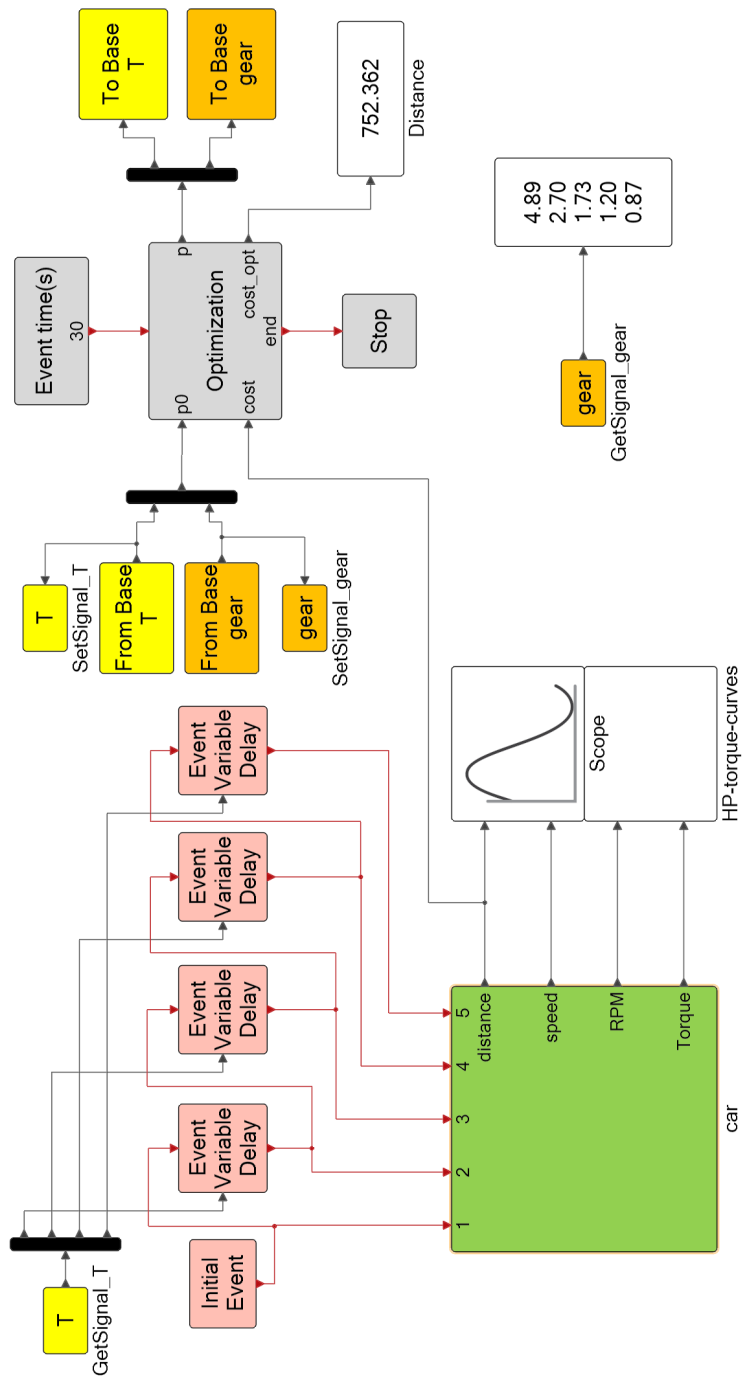 T
GetSignal_T
Initial
Event
Event
Variable
Delay
Event
Variable
Delay
Event
Variable
Delay
Event
Variable
Delay
1
2
3
4
5
distance
speed
RPM
Torque
car
Scope
HP-torque-curves
T
SetSignal_T
From Base
T
From Base
gear
gear
SetSignal_gear
Event time(s)
30
p0
cost
Optimization
p
cost_opt
end
Stop
To Base
T
To Base
gear
752.362
Distance
gear
GetSignal_gear
4.89
2.70
1.73
1.20
0.87